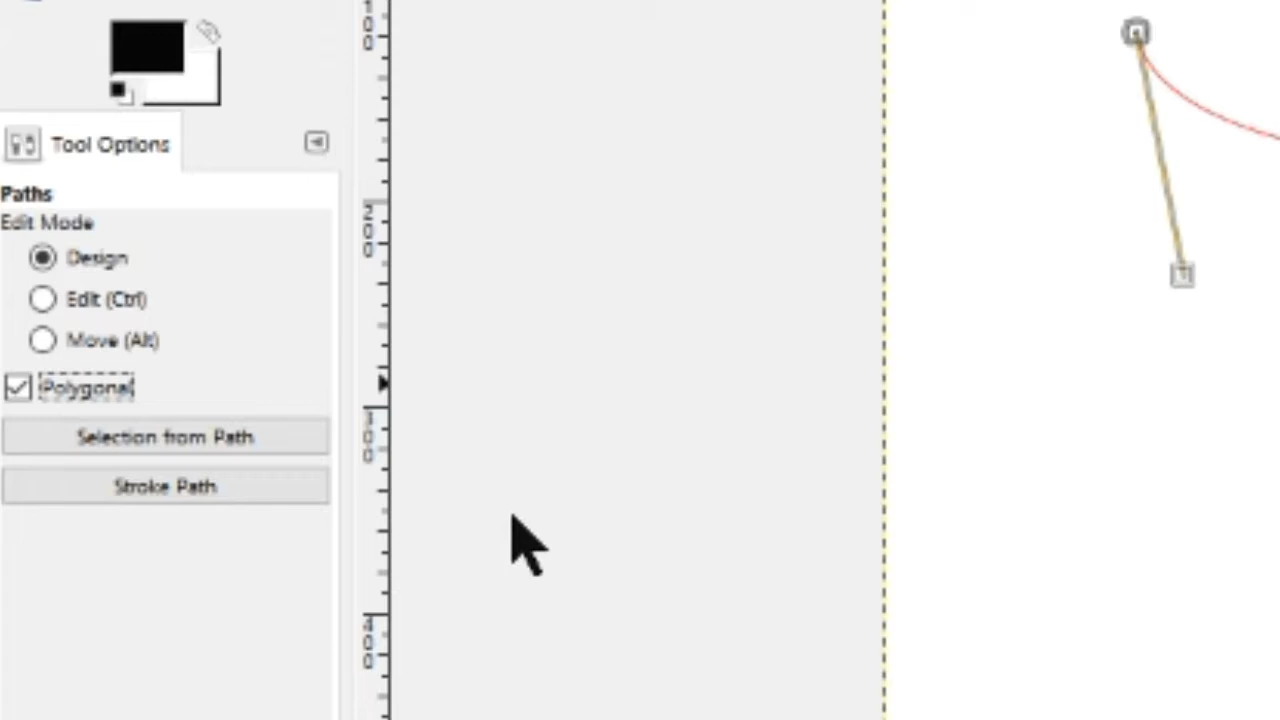 100
Tool Options
Paths
200
Edit Mode
Design
Edit (Ctrl)
Move (Alt)
Polygonal
300
Selection from Path
Stroke Path
400